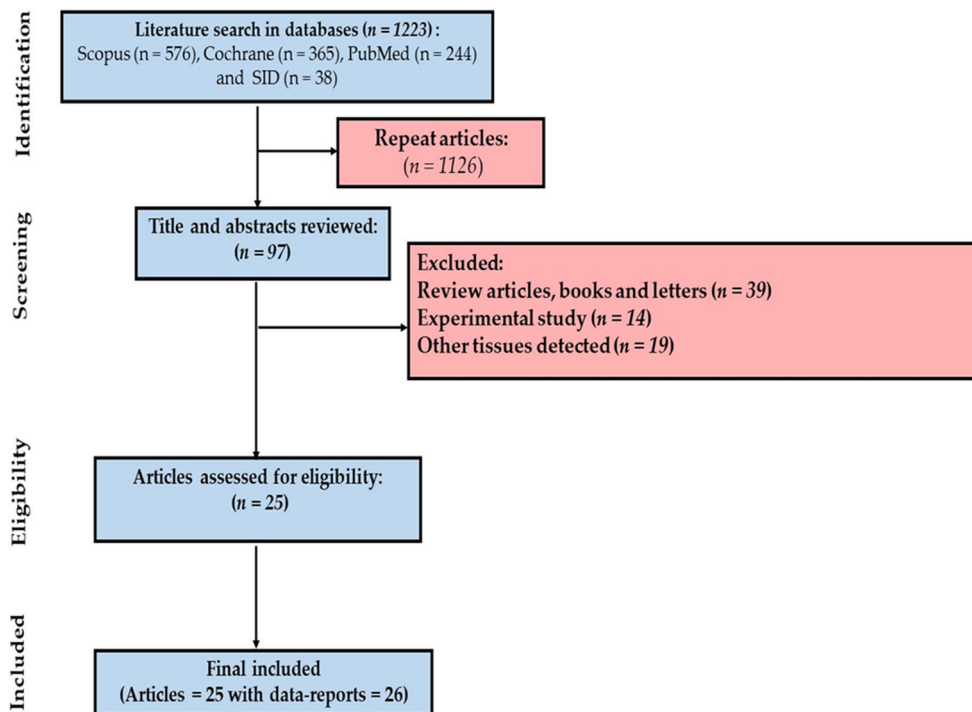 Identification
Literature search in databases (n = 1223) :
Scopus (n = 576), Cochrane (n = 365), PubMed (n = 244)
and SID (n = 38)
Repeat articles:
(n = 1126)
Screening
Title and abstracts reviewed:
(n = 97)
Excluded:
Review articles, books and letters (n = 39)
Experimental study (n = 14)
Other tissues detected (n = 19)
Eligibility
Articles assessed for eligibility:
(n = 25)
Included
Final included
(Articles = 25 with data-reports = 26)